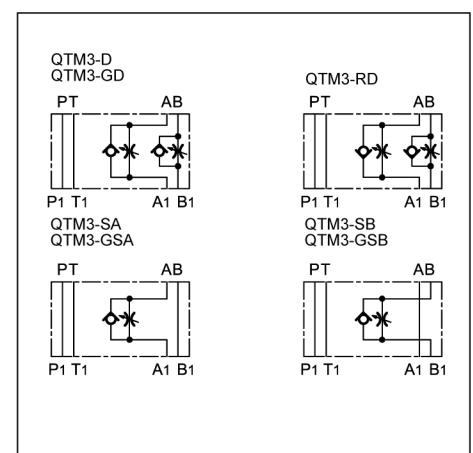 QTM3-D
QTM3-GD
PT AB
P1 T1 A1 B1
QTM3-RD
PT AB
P1 T1 A1 B1
QTM3-SA
QTM3-GSA
PT AB
P1 T1 A1 B1
QTM3-SB
QTM3-GSB
PT AB
P1 T1 A1 B1